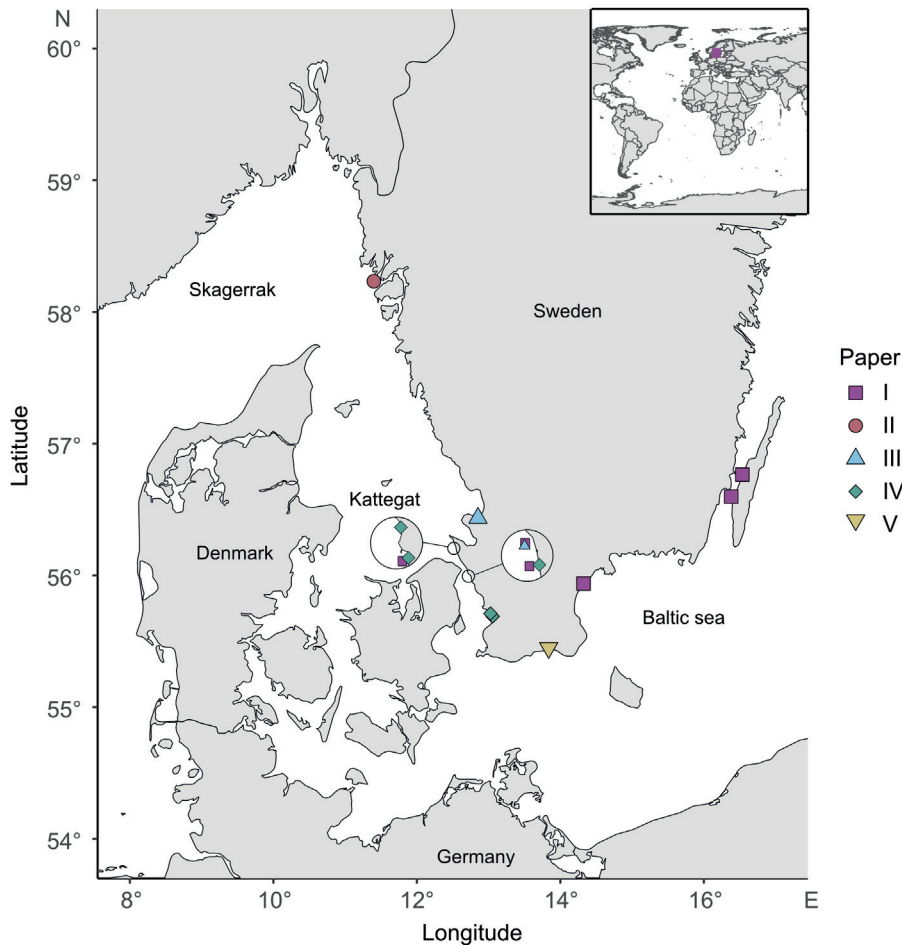 N
60°
59°
58°
57°
56°
55°
54°
Latitude
Skagerrak
Sweden
Kattegat
Denmark
Baltic sea
Germany
8°
10°
12°
14°
16°
E
Longitude
Paper
I
II
III
IV
V